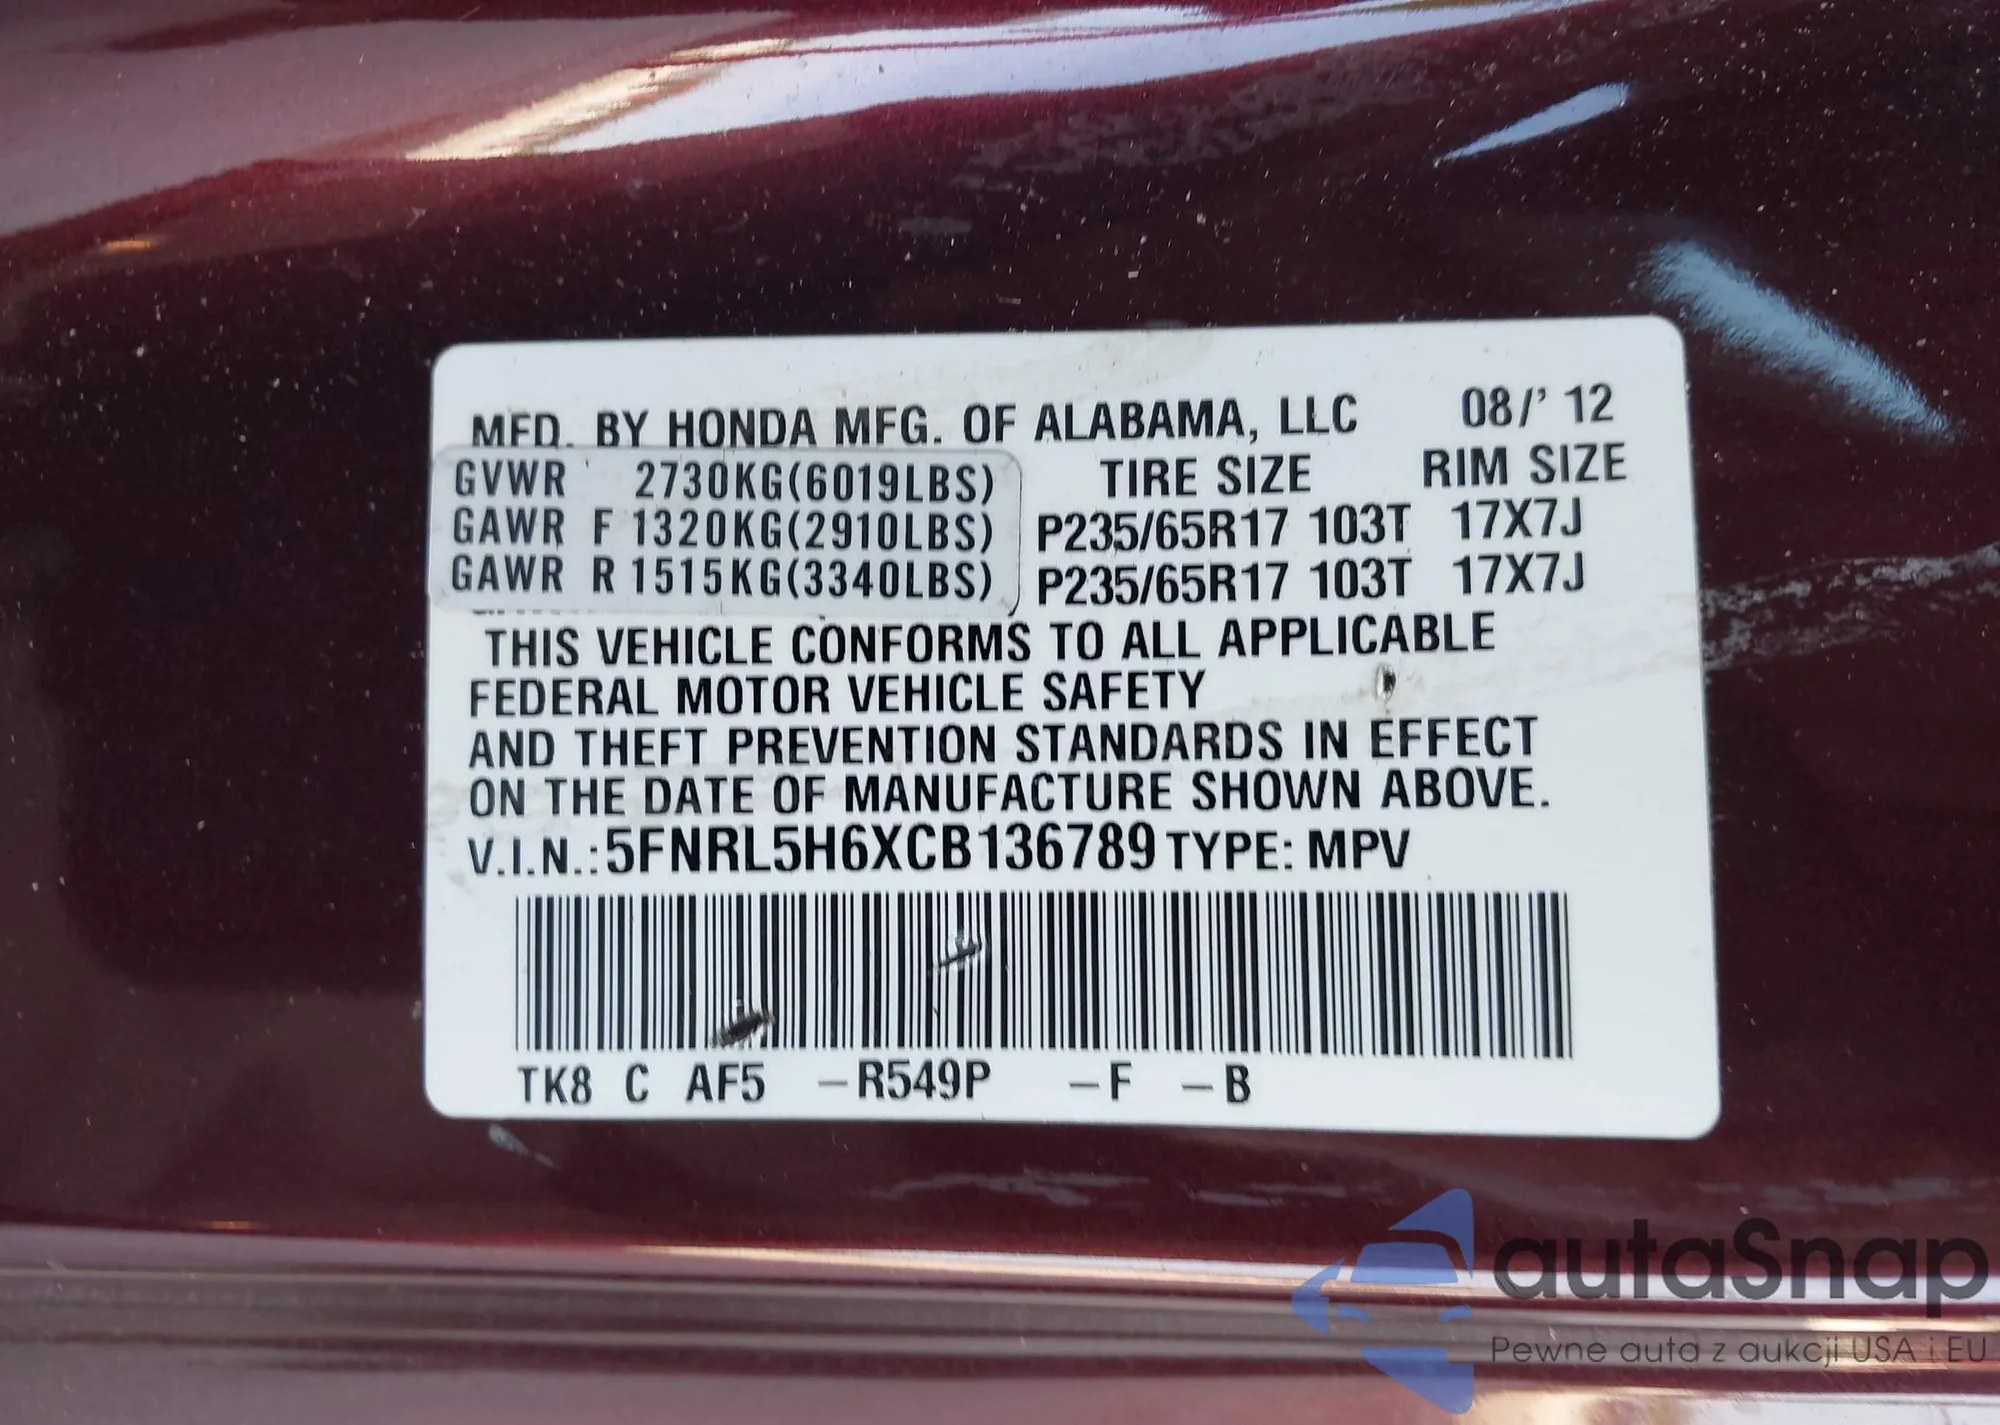 MFD. BY HONDA MFG. OF ALABAMA, LLC 08/' 12
GVWR 2730KG(6019LBS) TIRE SIZE RIM SIZE
GAWR F 1320KG(2910LBS) P235/65R17 103T 17X7J
GAWR R 1515KG(3340LBS) P235/65R17 103T 17X7J
THIS VEHICLE CONFORMS TO ALL APPLICABLE
FEDERAL MOTOR VEHICLE SAFETY
AND THEFT PREVENTION STANDARDS IN EFFECT
ON THE DATE OF MANUFACTURE SHOWN ABOVE.
V.I.N.:5FNRL5H6XCB136789 TYPE: MPV
TK8 C AF5 –R549P –F –B
autaSnap
Pewne auta z aukcji USA i EU